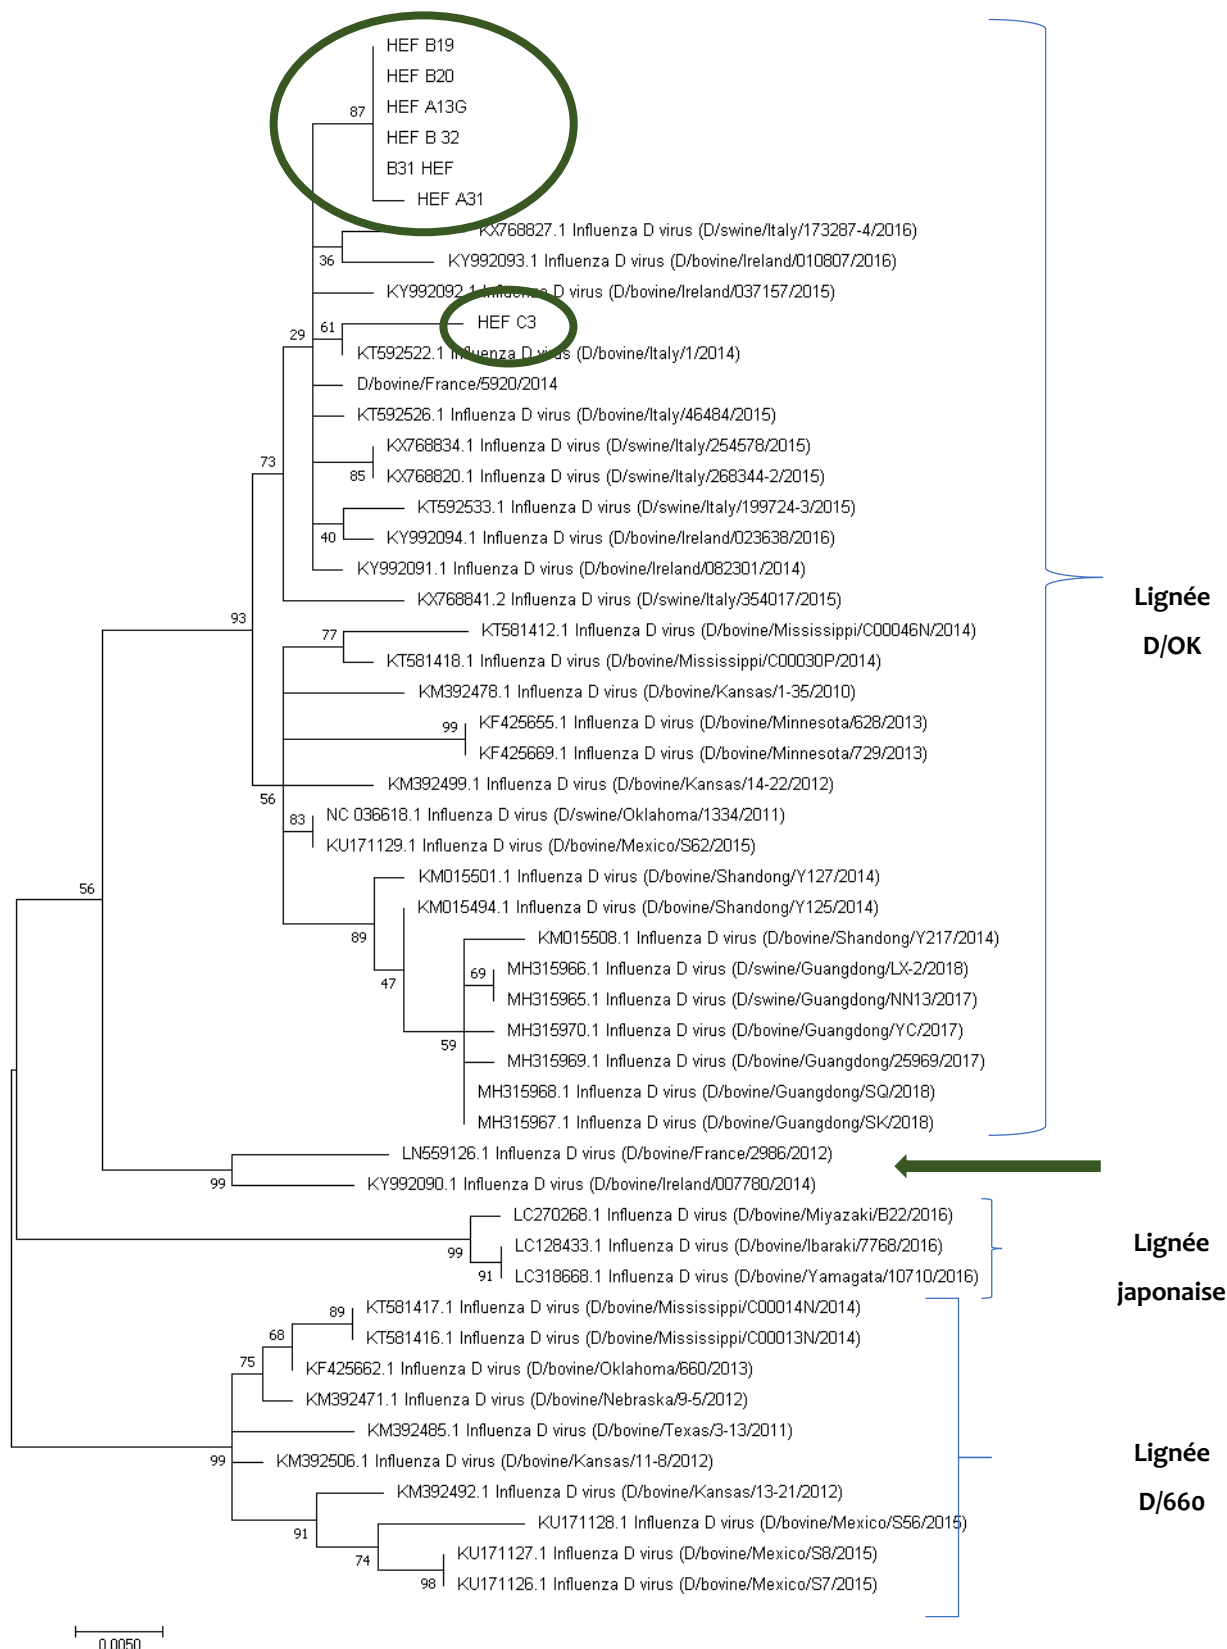 HEF B19
HEF B20
87
HEF A13G
HEF B 32
B31 HEF
HEF A31
KX768827.1 Influenza D virus (D/swine/Italy/173287-4/2016)
36
KY992093.1 Influenza D virus (D/bovine/Ireland/010807/2016)
KY992092.1 Influenza D virus (D/bovine/Ireland/037157/2015)
29
61
HEF C3
KT592522.1 Influenza D virus (D/bovine/Italy/1/2014)
D/bovine/France/5920/2014
KT592526.1 Influenza D virus (D/bovine/Italy/46484/2015)
73
KX768834.1 Influenza D virus (D/swine/Italy/254578/2015)
85
KX768820.1 Influenza D virus (D/swine/Italy/268344-2/2015)
KT592533.1 Influenza D virus (D/swine/Italy/199724-3/2015)
40
KY992094.1 Influenza D virus (D/bovine/Ireland/023638/2016)
KY992091.1 Influenza D virus (D/bovine/Ireland/082301/2014)
KX768841.2 Influenza D virus (D/swine/Italy/354017/2015)
Lignée
D/OK
93
77
KT581412.1 Influenza D virus (D/bovine/Mississippi/C00046N/2014)
KT581418.1 Influenza D virus (D/bovine/Mississippi/C00030P/2014)
KM392478.1 Influenza D virus (D/bovine/Kansas/1-35/2010)
99
KF425655.1 Influenza D virus (D/bovine/Minnesota/628/2013)
KF425669.1 Influenza D virus (D/bovine/Minnesota/729/2013)
KM392499.1 Influenza D virus (D/bovine/Kansas/14-22/2012)
56
83
NC 036618.1 Influenza D virus (D/swine/Oklahoma/1334/2011)
KU171129.1 Influenza D virus (D/bovine/Mexico/S62/2015)
KM015501.1 Influenza D virus (D/bovine/Shandong/Y127/2014)
56
KM015494.1 Influenza D virus (D/bovine/Shandong/Y125/2014)
89
KM015508.1 Influenza D virus (D/bovine/Shandong/Y217/2014)
47
69
MH315966.1 Influenza D virus (D/swine/Guangdong/LX-2/2018)
MH315965.1 Influenza D virus (D/swine/Guangdong/NN13/2017)
MH315970.1 Influenza D virus (D/bovine/Guangdong/YC/2017)
59
MH315969.1 Influenza D virus (D/bovine/Guangdong/25969/2017)
MH315968.1 Influenza D virus (D/bovine/Guangdong/SQ/2018)
MH315967.1 Influenza D virus (D/bovine/Guangdong/SK/2018)
LN559126.1 Influenza D virus (D/bovine/France/2986/2012)
99
KY992090.1 Influenza D virus (D/bovine/Ireland/007780/2014)
LC270268.1 Influenza D virus (D/bovine/Miyazaki/B22/2016)
99
LC128433.1 Influenza D virus (D/bovine/Ibaraki/7768/2016)
91
LC318668.1 Influenza D virus (D/bovine/Yamagata/10710/2016)
Lignée
japonaise
89
KT581417.1 Influenza D virus (D/bovine/Mississippi/C00014N/2014)
68
KT581416.1 Influenza D virus (D/bovine/Mississippi/C00013N/2014)
75
KF425662.1 Influenza D virus (D/bovine/Oklahoma/660/2013)
KM392471.1 Influenza D virus (D/bovine/Nebraska/9-5/2012)
KM392485.1 Influenza D virus (D/bovine/Texas/3-13/2011)
99
KM392506.1 Influenza D virus (D/bovine/Kansas/11-8/2012)
Lignée
D/660
KM392492.1 Influenza D virus (D/bovine/Kansas/13-21/2012)
91
KU171128.1 Influenza D virus (D/bovine/Mexico/S56/2015)
74
KU171127.1 Influenza D virus (D/bovine/Mexico/S8/2015)
98
KU171126.1 Influenza D virus (D/bovine/Mexico/S7/2015)
0.0050